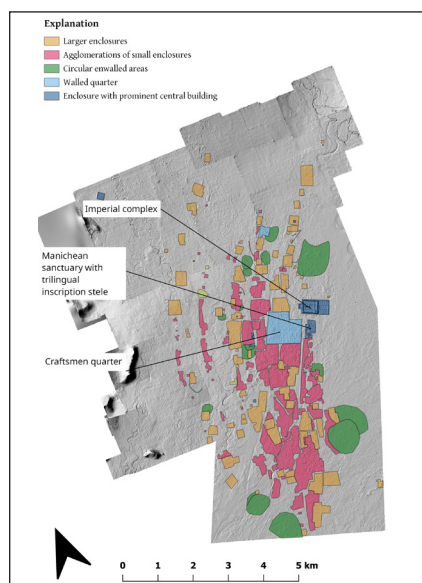 Explanation
Larger enclosures
Agglomerations of small enclosures
Circular enwalled areas
Walled quarter
Enclosure with prominent central building
Imperial complex
Manichean
sanctuary with
trilingual
inscription stele
Craftsmen quarter
0 1 2 3 4 5 km